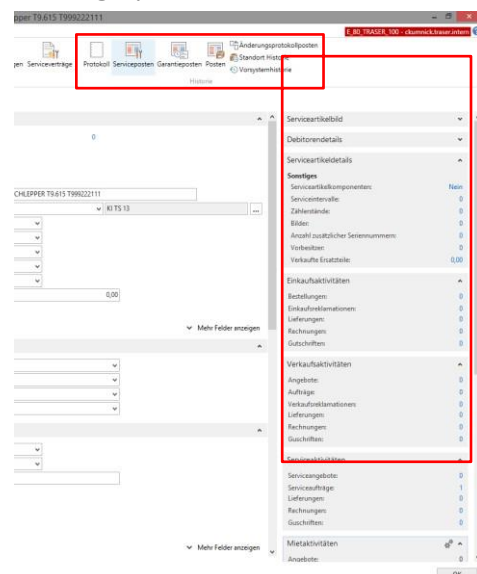 epper T9.615 T999222111
E_80_TRASER_100 - ckumnick.traser.intern
gen Serviceverträge Protokoll Serviceposten Garantieposten Posten
Änderungsprotokollposten
Standort Historie
Vorsystemhistorie
Historie
0
CHLEPPER T9.615 T999222111
KI TS 13
...
0,00
Mehr Felder anzeigen
Mehr Felder anzeigen
Serviceartikelbild
Debitorendetails
Serviceartikeldetails
Sonstiges
Serviceartikelkomponenten: Nein
Serviceintervalle: 0
Zählerstände: 0
Bilder: 0
Anzahl zusätzlicher Seriennummern: 0
Vorbesitzer: 0
Verkaufte Ersatzteile: 0,00
Einkaufsaktivitäten
Bestellungen: 0
Einkaufsreklamationen: 0
Lieferungen: 0
Rechnungen: 0
Gutschriften: 0
Verkaufsaktivitäten
Angebote: 0
Aufträge: 0
Verkaufsreklamationen: 0
Lieferungen: 0
Rechnungen: 0
Guschriften: 0
Serviceaktivitäten
Serviceangebote: 0
Serviceaufträge: 1
Lieferungen: 0
Rechnungen: 0
Guschriften: 0
Mietaktivitäten
Angebote: 0
OK